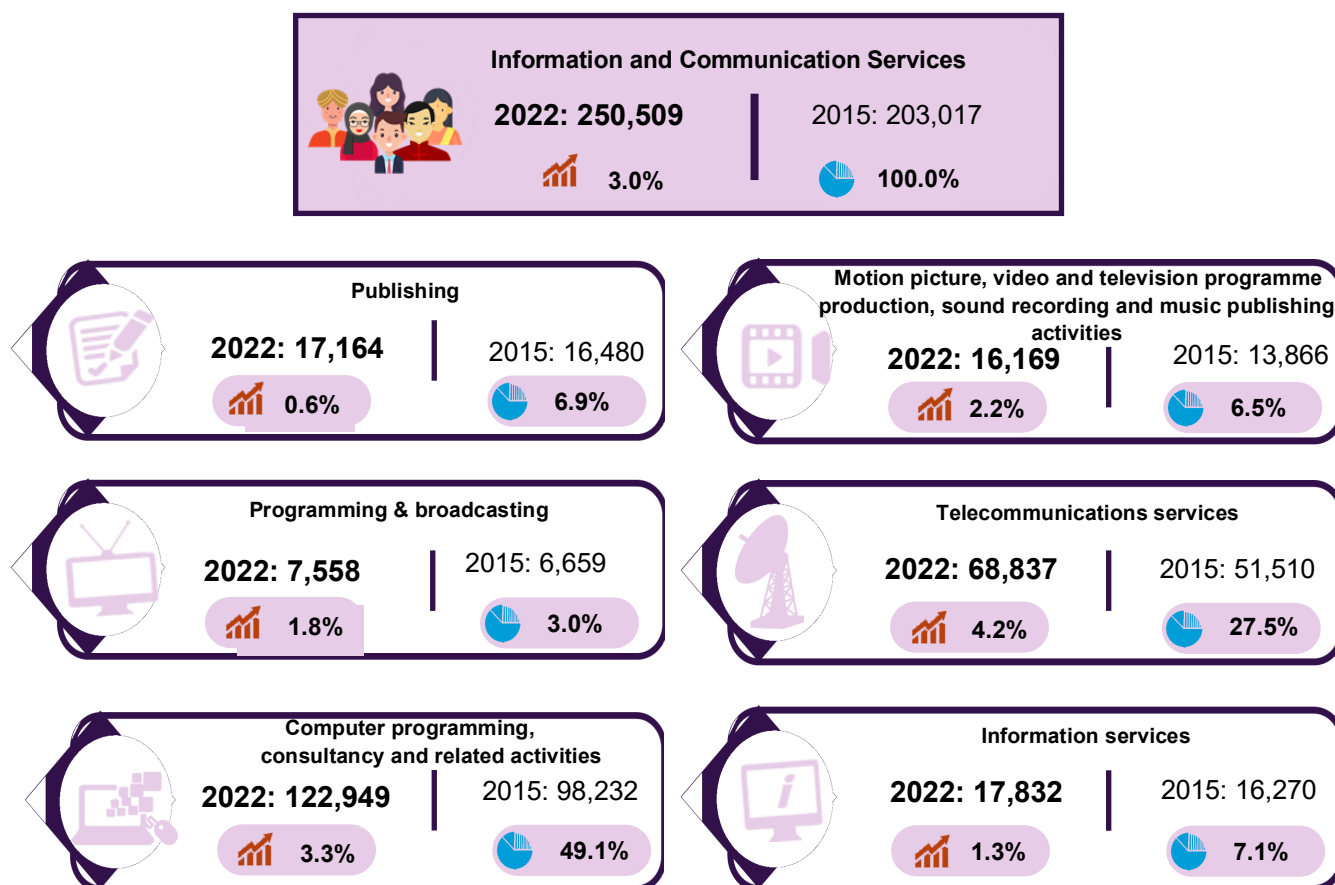 Information and Communication Services
2022: 250,509
2015: 203,017
3.0%
100.0%
Publishing
2022: 17,164
2015: 16,480
0.6%
6.9%
Motion picture, video and television programme
production, sound recording and music publishing
activities
2022: 16,169
2015: 13,866
2.2%
6.5%
Programming & broadcasting
2022: 7,558
2015: 6,659
1.8%
3.0%
Telecommunications services
2022: 68,837
2015: 51,510
4.2%
27.5%
Computer programming,
consultancy and related activities
2022: 122,949
2015: 98,232
3.3%
49.1%
Information services
2022: 17,832
2015: 16,270
1.3%
7.1%